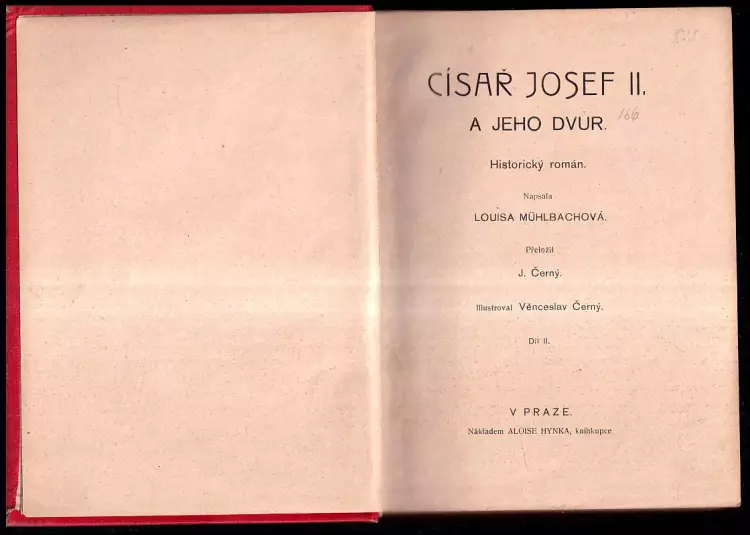 CÍSAŘ JOSEF II.
A JEHO DVŮR.
166
Historický román.
Napsala
LOUISA MÜHLBACHOVÁ.
Přeložil
J. Černý.
Illustroval Věnceslav Černý.
Díl II.
V PRAZE.
Nákladem ALOISE HYNKA, knihkupce